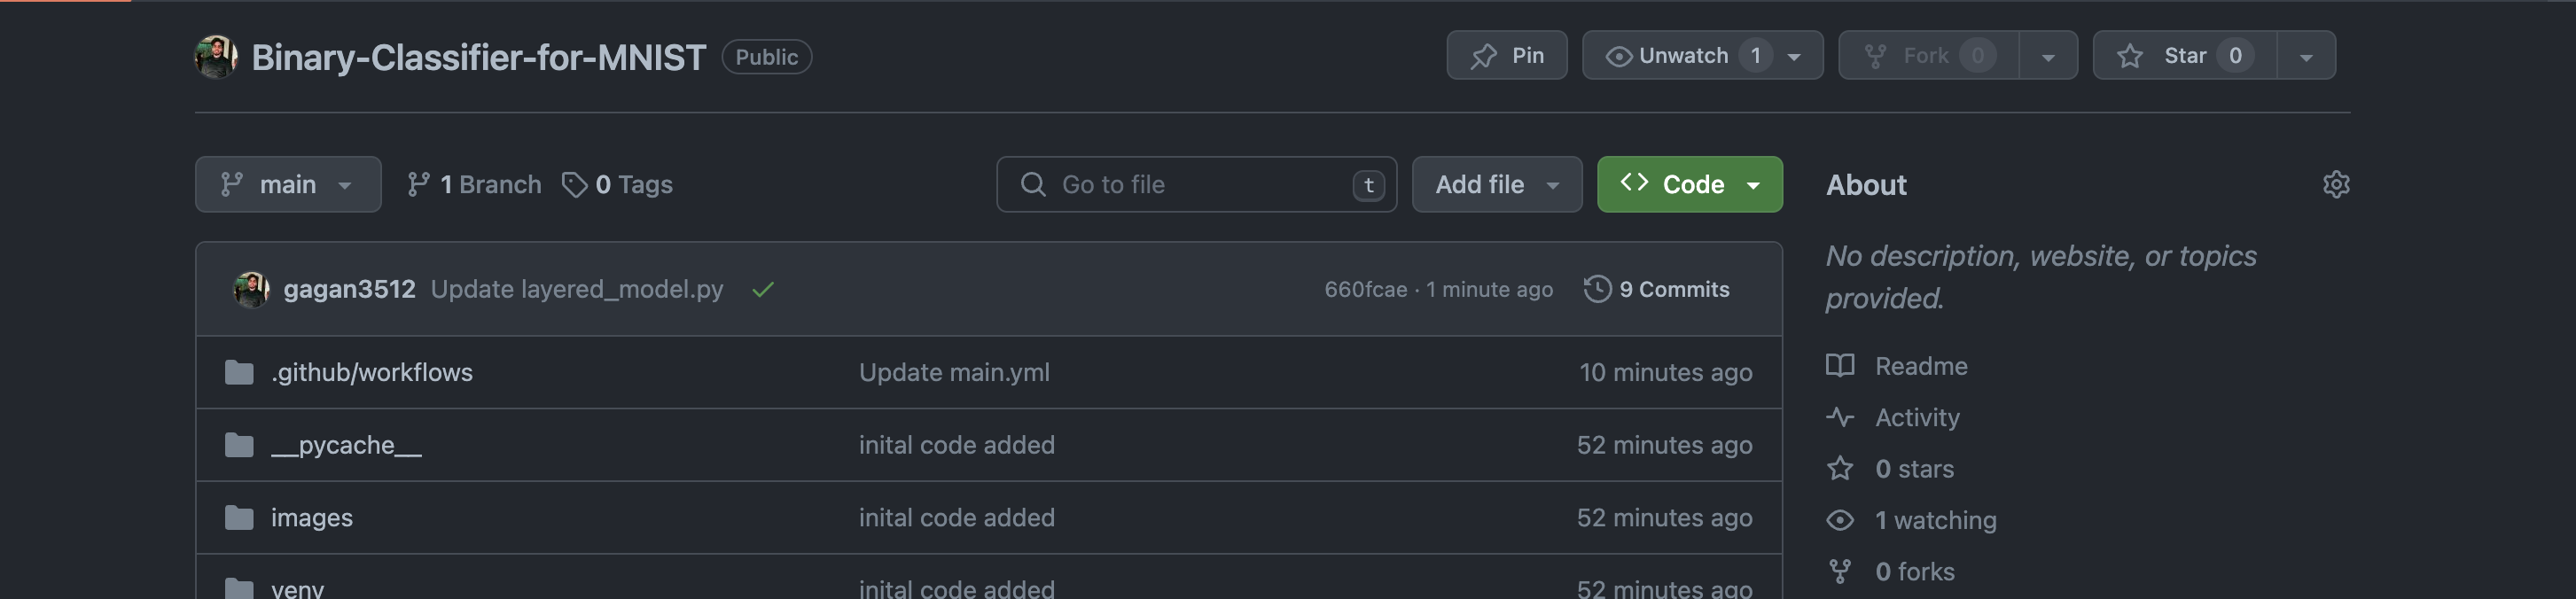 Binary-Classifier-for-MNIST Public Pin Unwatch 1 Fork 0 Star 0
main 1 Branch 0 Tags Go to file t Add file Code About
No description, website, or topics
provided.
gagan3512 Update layered_model.py 660fcae · 1 minute ago 9 Commits
.github/workflows Update main.yml 10 minutes ago
Readme
Activity
__pycache__ inital code added 52 minutes ago
0 stars
images inital code added 52 minutes ago
1 watching
0 forks
venv inital code added 52 minutes ago